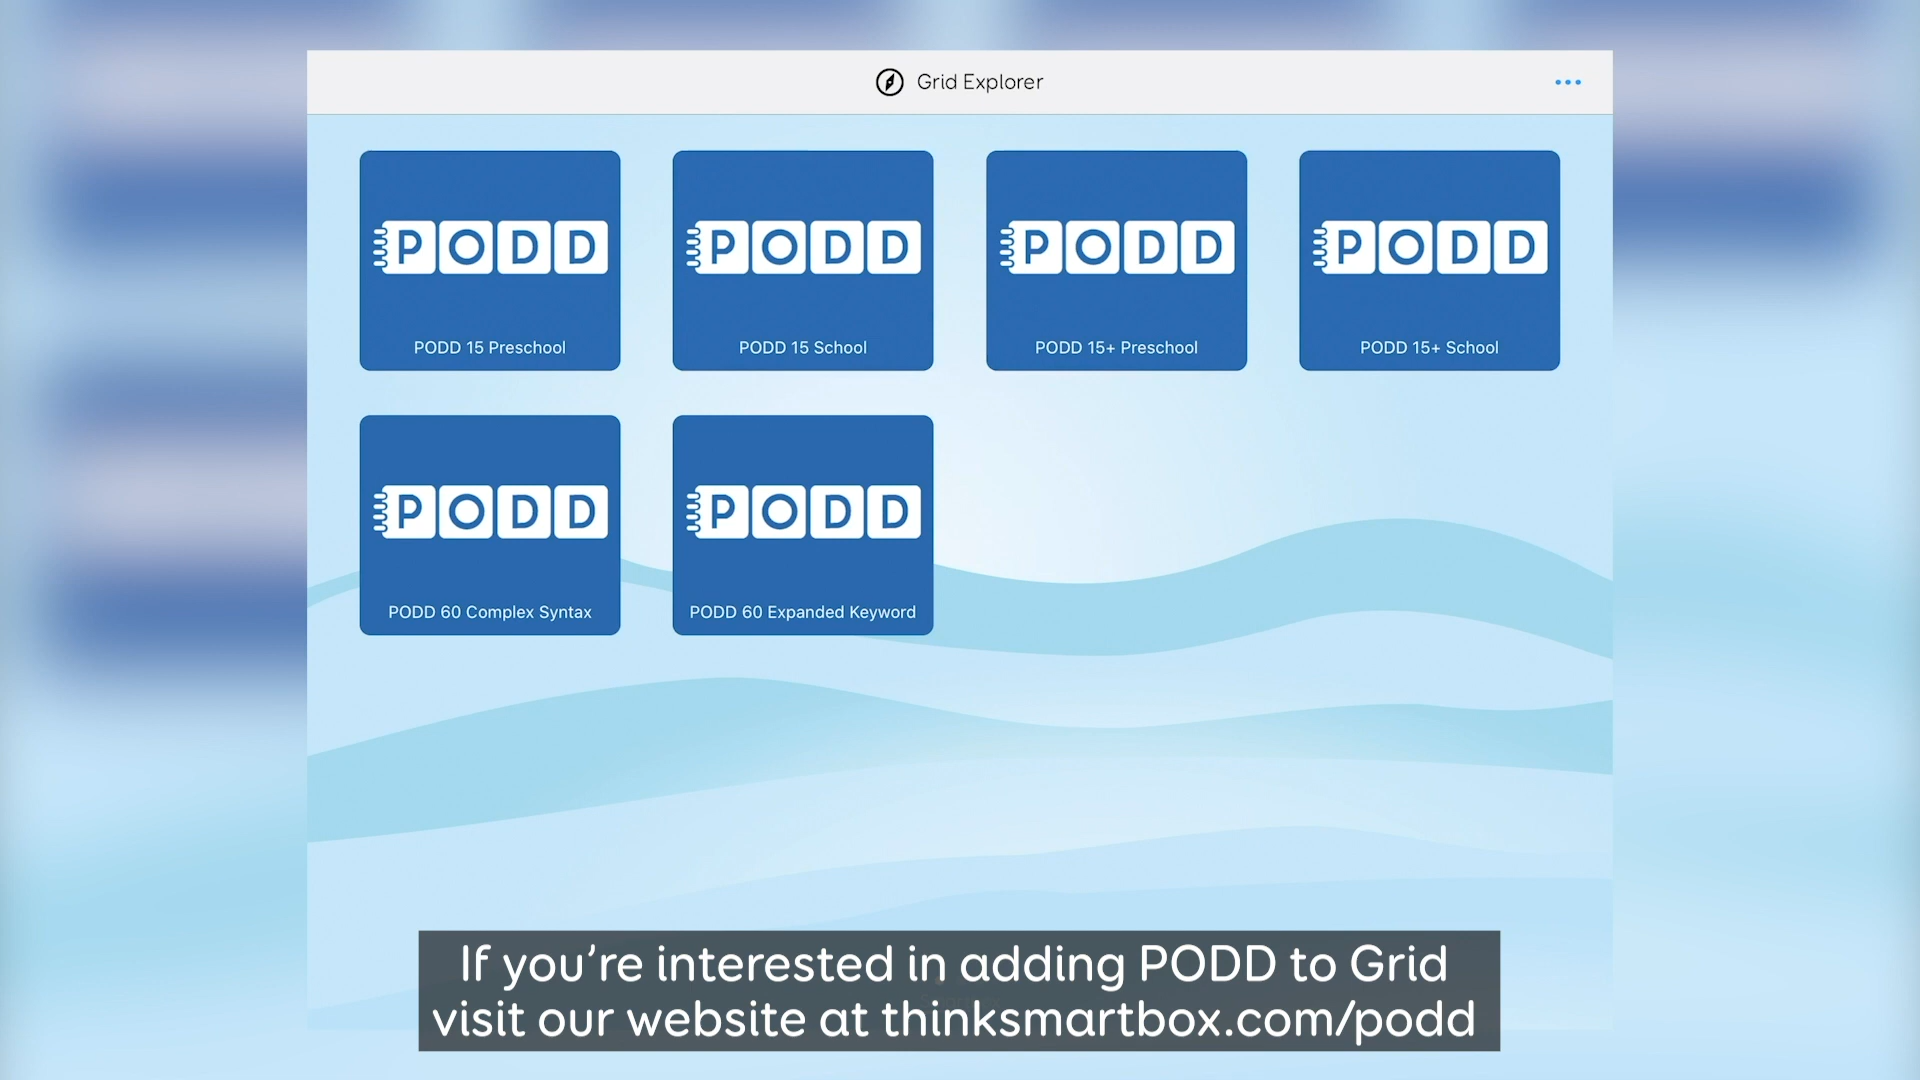 Grid Explorer
PODD
PODD 15 Preschool
PODD
PODD 15 School
PODD
PODD 15+ Preschool
PODD
PODD 15+ School
PODD
PODD 60 Complex Syntax
PODD
PODD 60 Expanded Keyword
If you’re interested in adding PODD to Grid
visit our website at thinksmartbox.com/podd